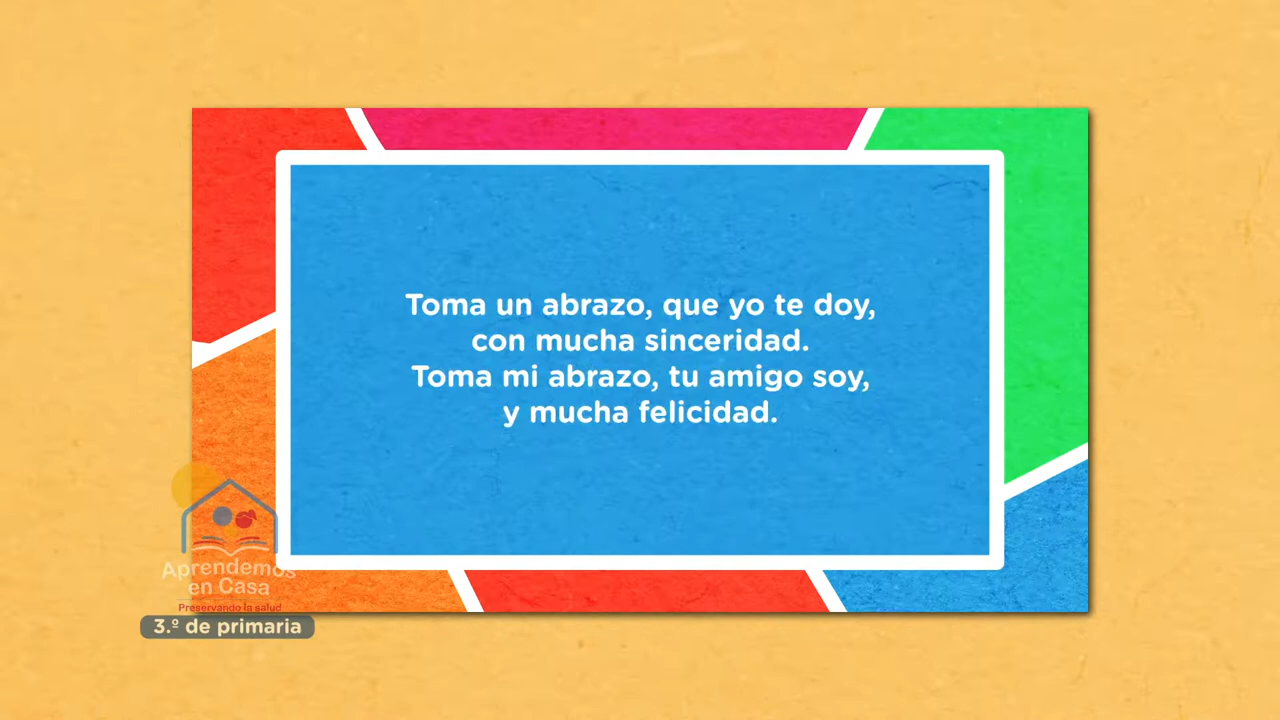 Toma un abrazo, que yo te doy,
con mucha sinceridad.
Toma mi abrazo, tu amigo soy,
y mucha felicidad.
Aprendemos
en Casa
Preservando la salud
3.º de primaria